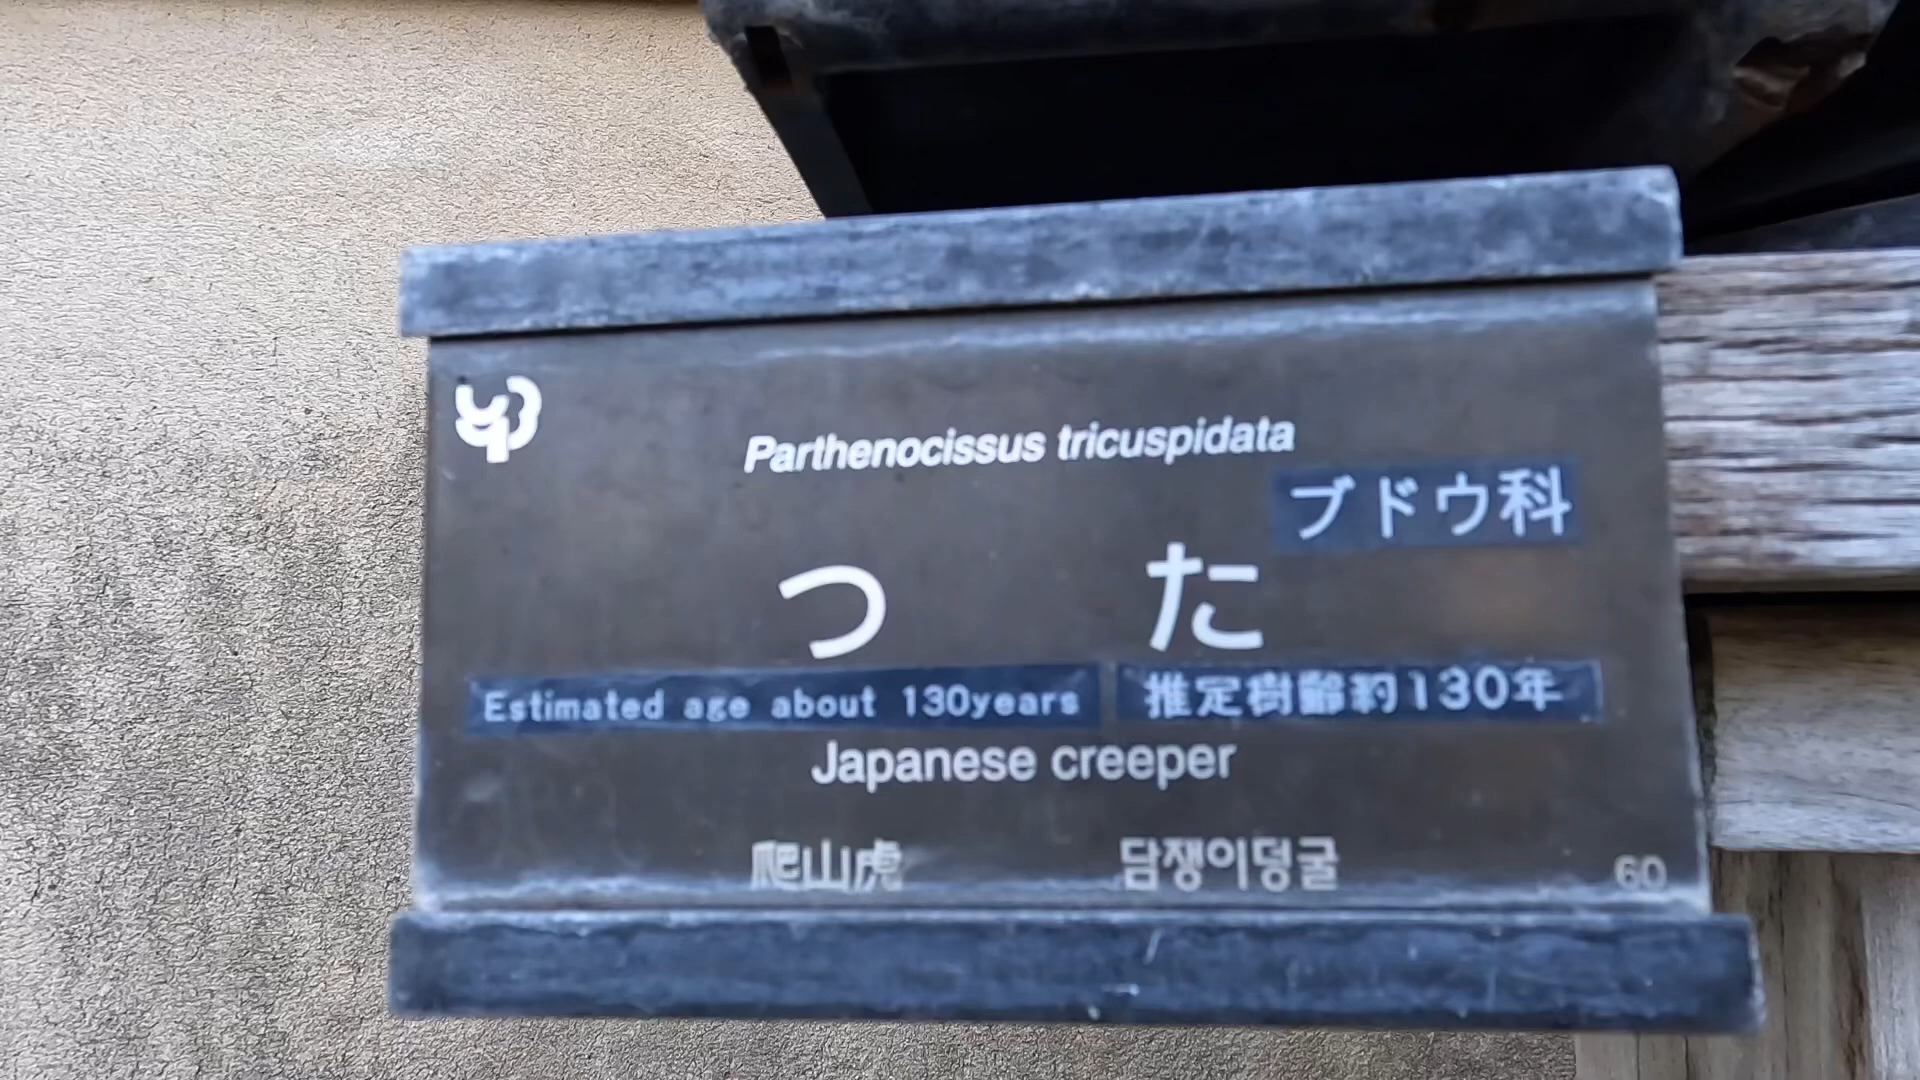 Parthenocissus tricuspidata
ブドウ科
つた
Estimated age about 130years 推定樹齢約130年
Japanese creeper
爬山虎 담쟁이덩굴 60